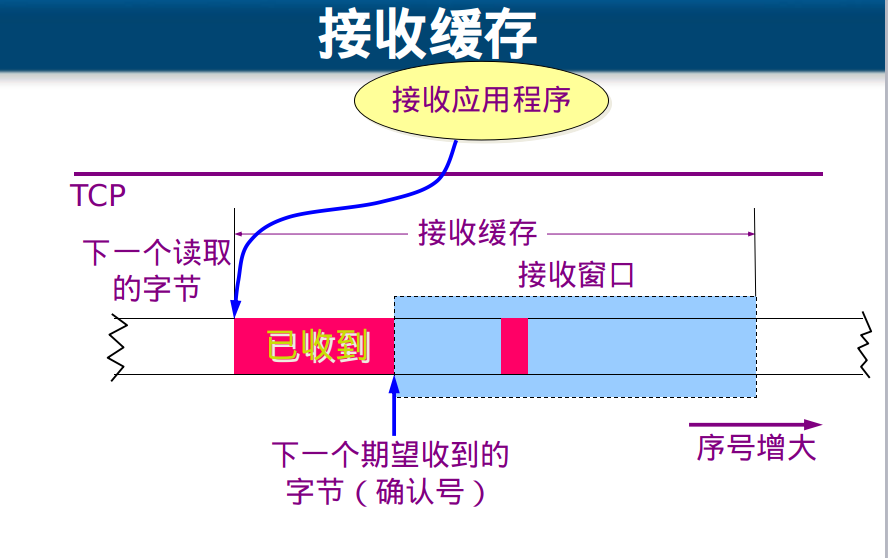 接收缓存
接收应用程序
TCP
接收缓存
下一个读取
的字节
接收窗口
已收到
下一个期望收到的
字节（确认号）
序号增大